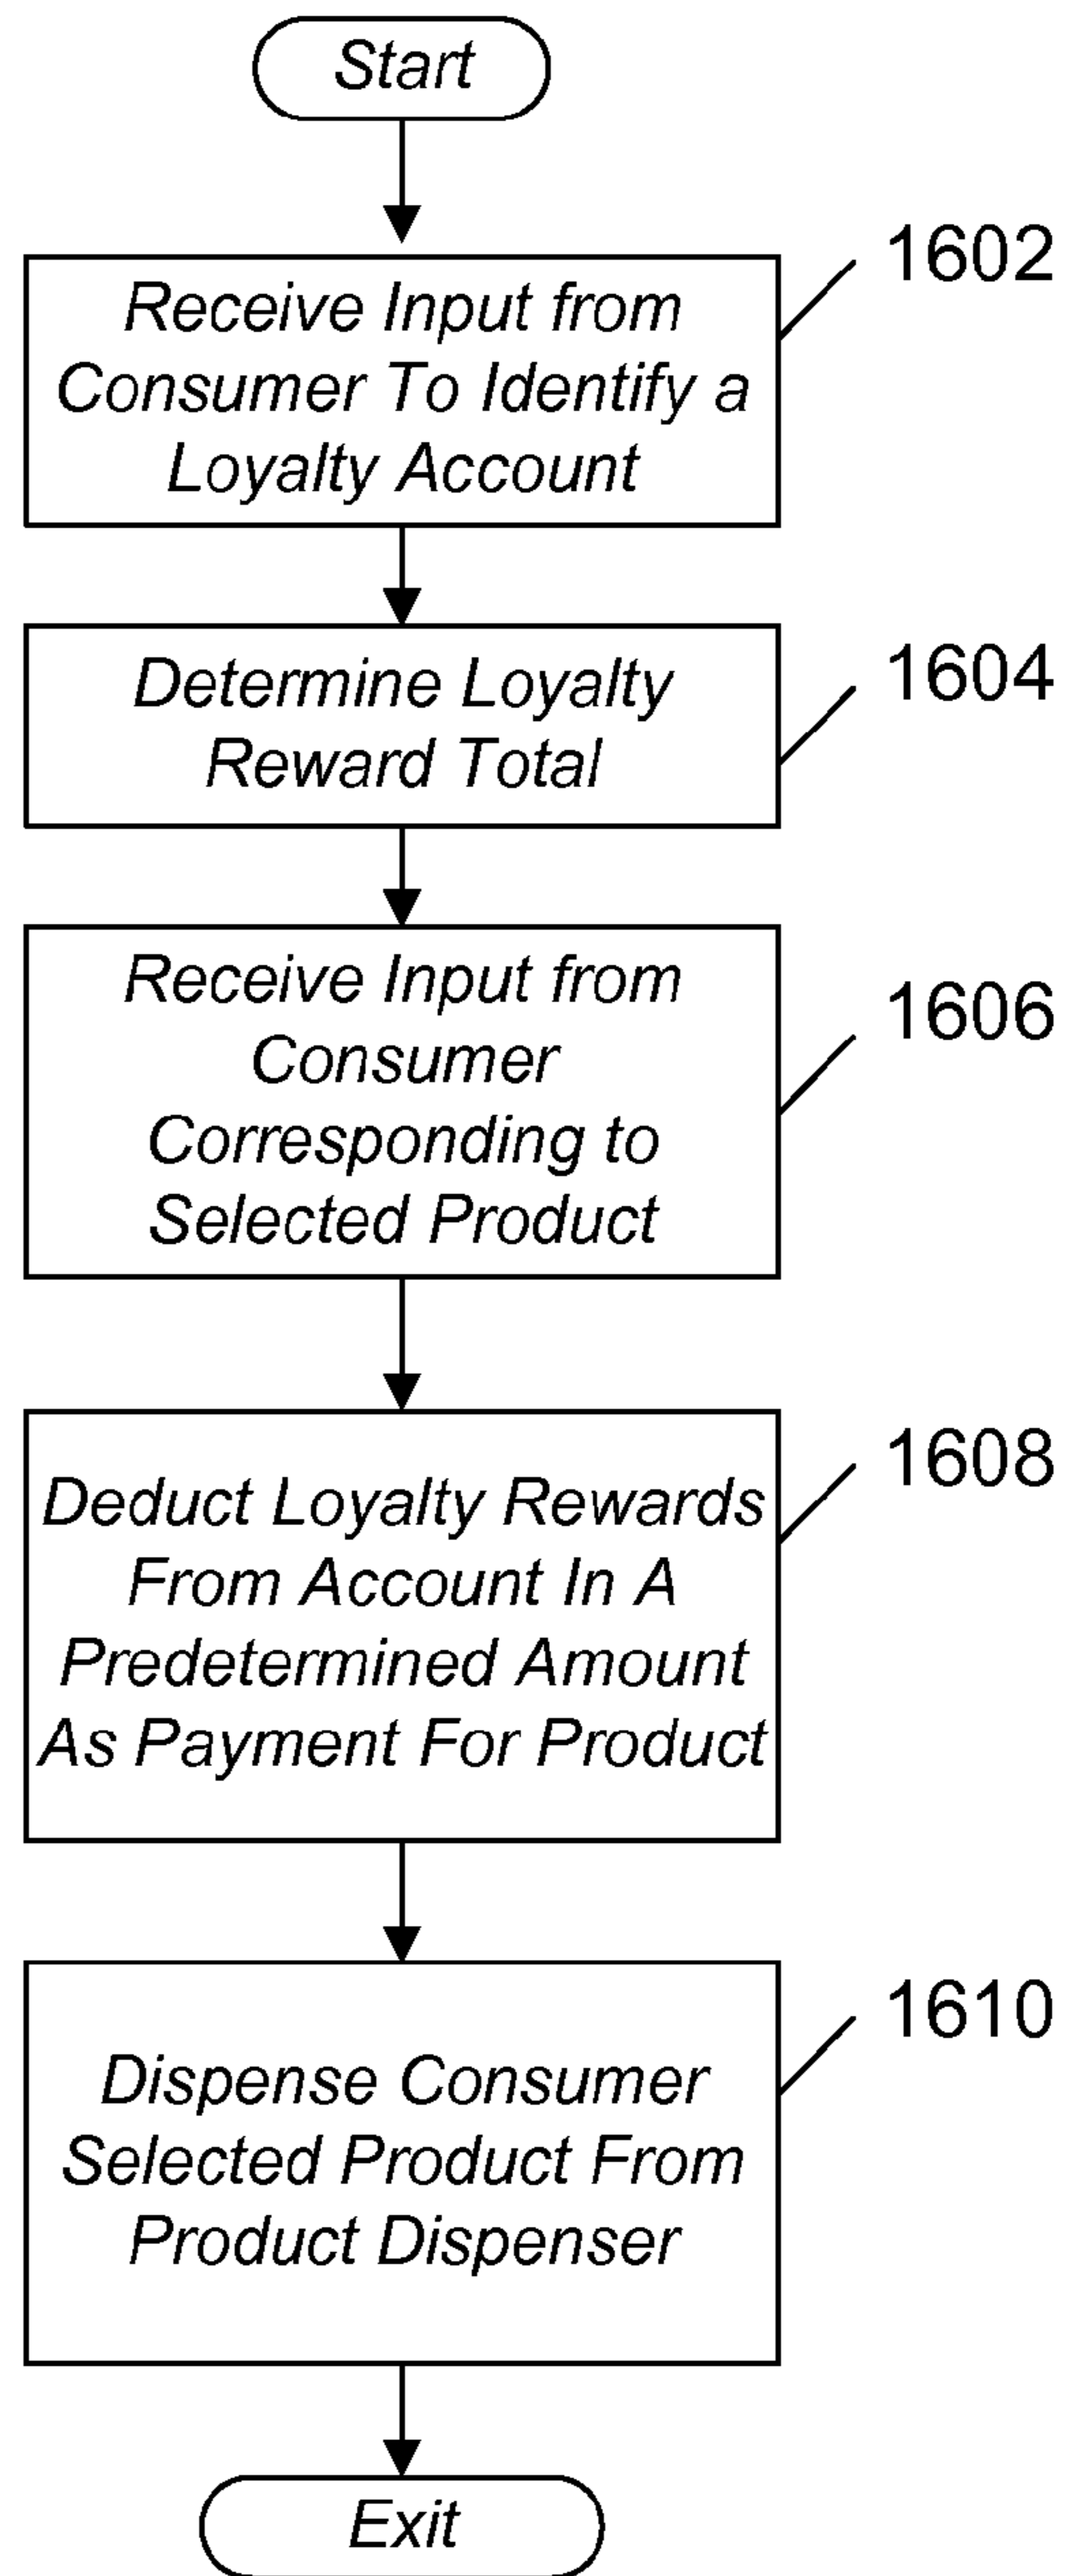 Start
1602
Receive Input from
Consumer To Identify a
Loyalty Account
1604
Determine Loyalty
Reward Total
1606
Receive Input from
Consumer
Corresponding to
Selected Product
1608
Deduct Loyalty Rewards
From Account In A
Predetermined Amount
As Payment For Product
1610
Dispense Consumer
Selected Product From
Product Dispenser
Exit